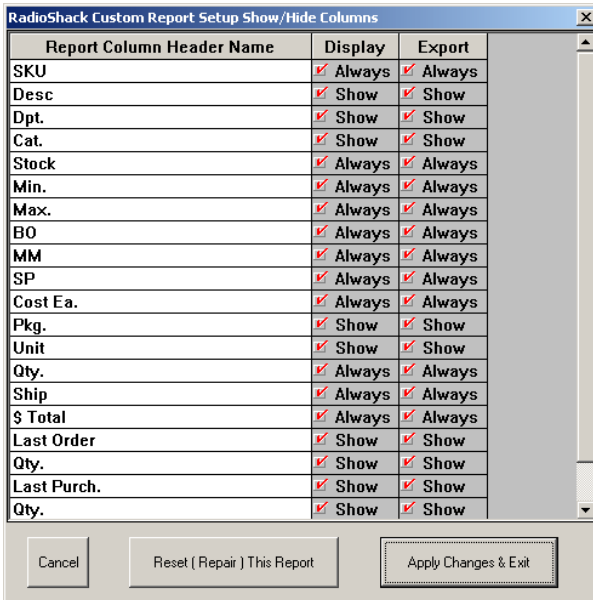 RadioShack Custom Report Setup Show/Hide Columns
Report Column Header Name Display Export
SKU Always Always
Desc Show Show
Dpt. Show Show
Cat. Show Show
Stock Always Always
Min. Always Always
Max. Always Always
BO Always Always
MM Always Always
SP Always Always
Cost Ea. Always Always
Pkg. Show Show
Unit Show Show
Qty. Always Always
Ship Always Always
$ Total Always Always
Last Order Show Show
Qty. Show Show
Last Purch. Show Show
Qty. Show Show
Cancel Reset ( Repair ) This Report Apply Changes & Exit